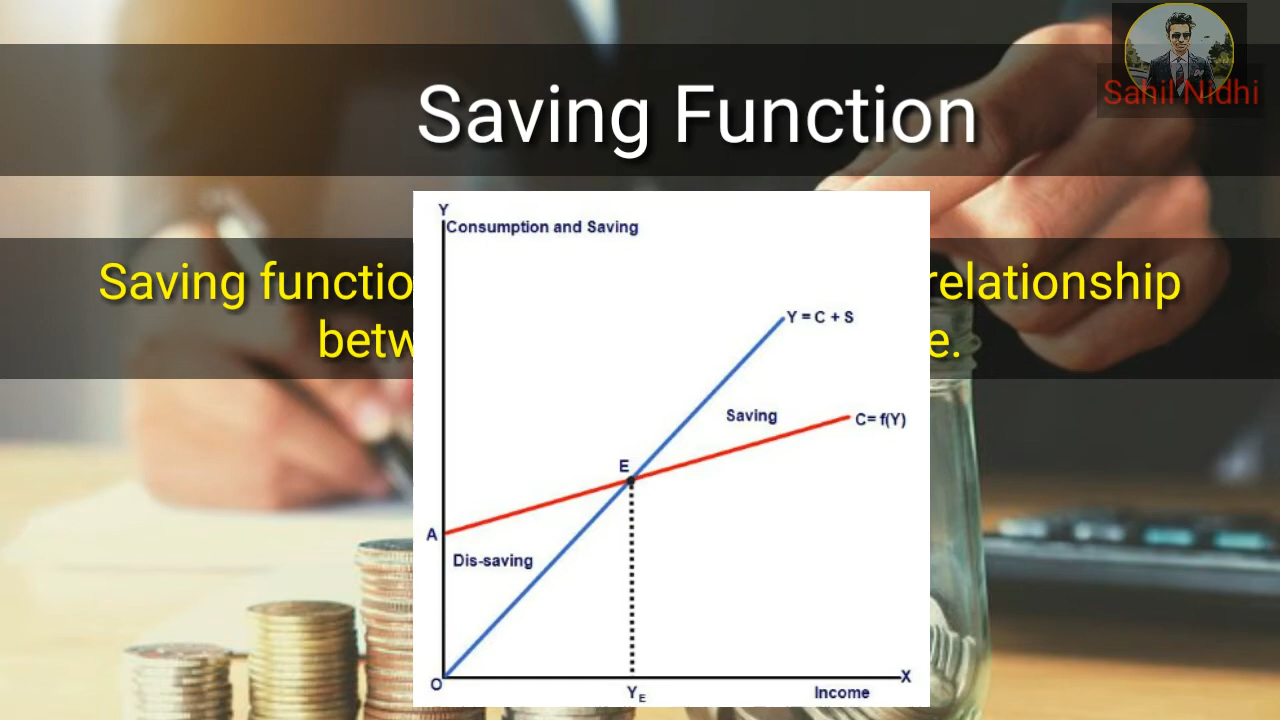 Saving Function
Sahil Nidhi
Saving functio relationship
betw e.
Y
Consumption and Saving
Y = C + S
Saving
C= f(Y)
E
A
Dis-saving
O
X
YE
Income